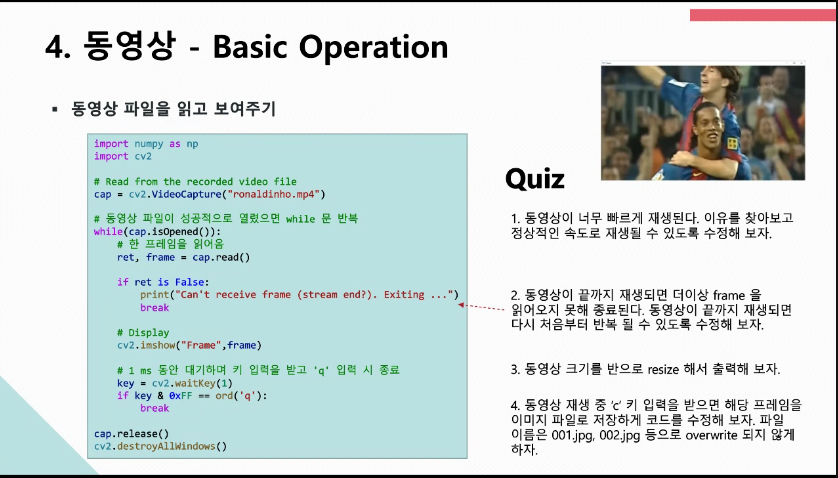 4. 동영상 - Basic Operation
▪ 동영상 파일을 읽고 보여주기
import numpy as np
import cv2
# Read from the recorded video file
cap = cv2.VideoCapture("ronaldinho.mp4")
# 동영상 파일이 성공적으로 열렸으면 while 문 반복
while(cap.isOpened()):
    # 한 프레임을 읽어옴
    ret, frame = cap.read()
    if ret is False:
        print("Can't receive frame (stream end?). Exiting ...")
        break
    # Display
    cv2.imshow("Frame",frame)
    # 1 ms 동안 대기하며 키 입력을 받고 'q' 입력 시 종료
    key = cv2.waitKey(1)
    if key & 0xFF == ord('q'):
        break
cap.release()
cv2.destroyAllWindows()
Quiz
1. 동영상이 너무 빠르게 재생된다. 이유를 찾아보고
정상적인 속도로 재생될 수 있도록 수정해 보자.
2. 동영상이 끝까지 재생되면 더이상 frame 을
읽어오지 못해 종료된다. 동영상이 끝까지 재생되면
다시 처음부터 반복 될 수 있도록 수정해 보자.
3. 동영상 크기를 반으로 resize 해서 출력해 보자.
4. 동영상 재생 중 'c' 키 입력을 받으면 해당 프레임을
이미지 파일로 저장하게 코드를 수정해 보자. 파일
이름은 001.jpg, 002.jpg 등으로 overwrite 되지 않게
하자.